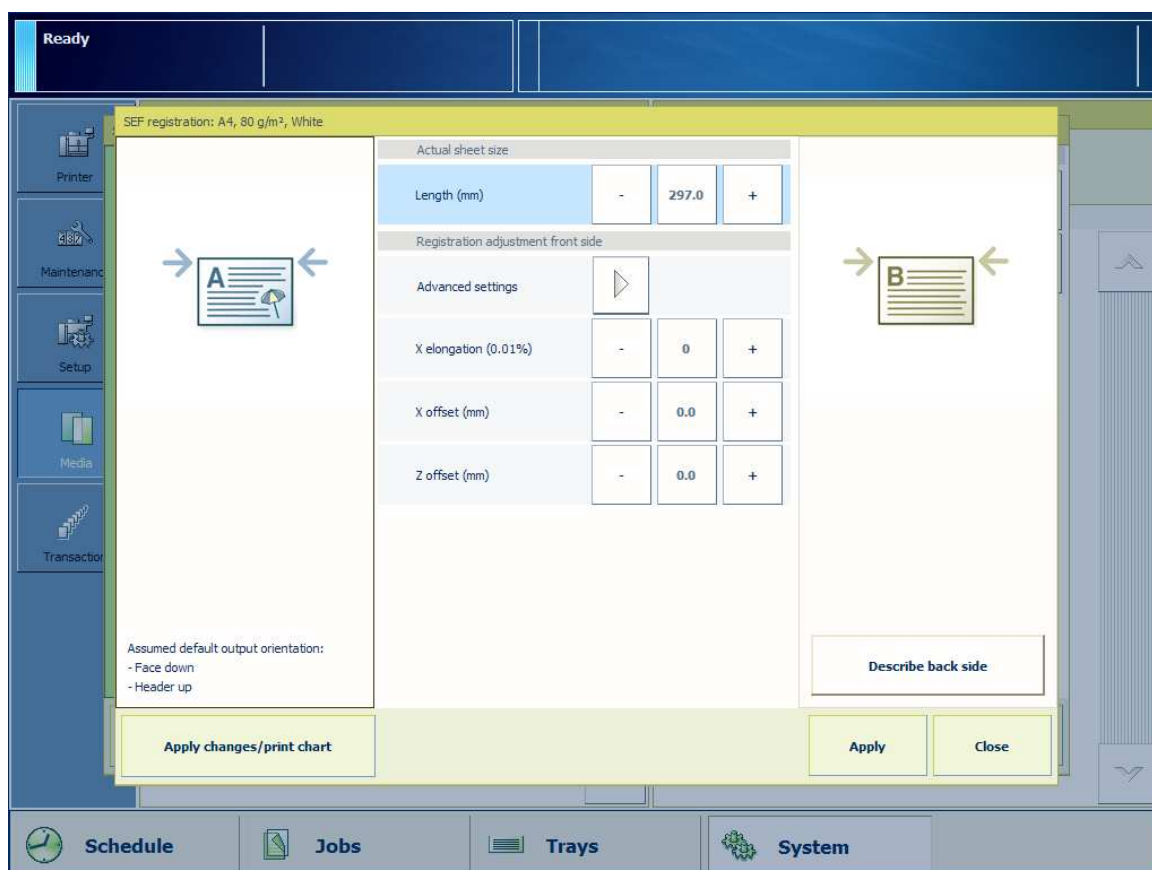 Ready
SEF registration: A4, 80 g/m², White
Printer
Maintenanc
Setup
Media
Transaction
Actual sheet size
Length (mm)
-
297.0
+
Registration adjustment front side
Advanced settings
X elongation (0.01%)
-
0
+
X offset (mm)
-
0.0
+
Z offset (mm)
-
0.0
+
A
B
Assumed default output orientation:
- Face down
- Header up
Describe back side
Apply changes/print chart
Apply
Close
Schedule
Jobs
Trays
System